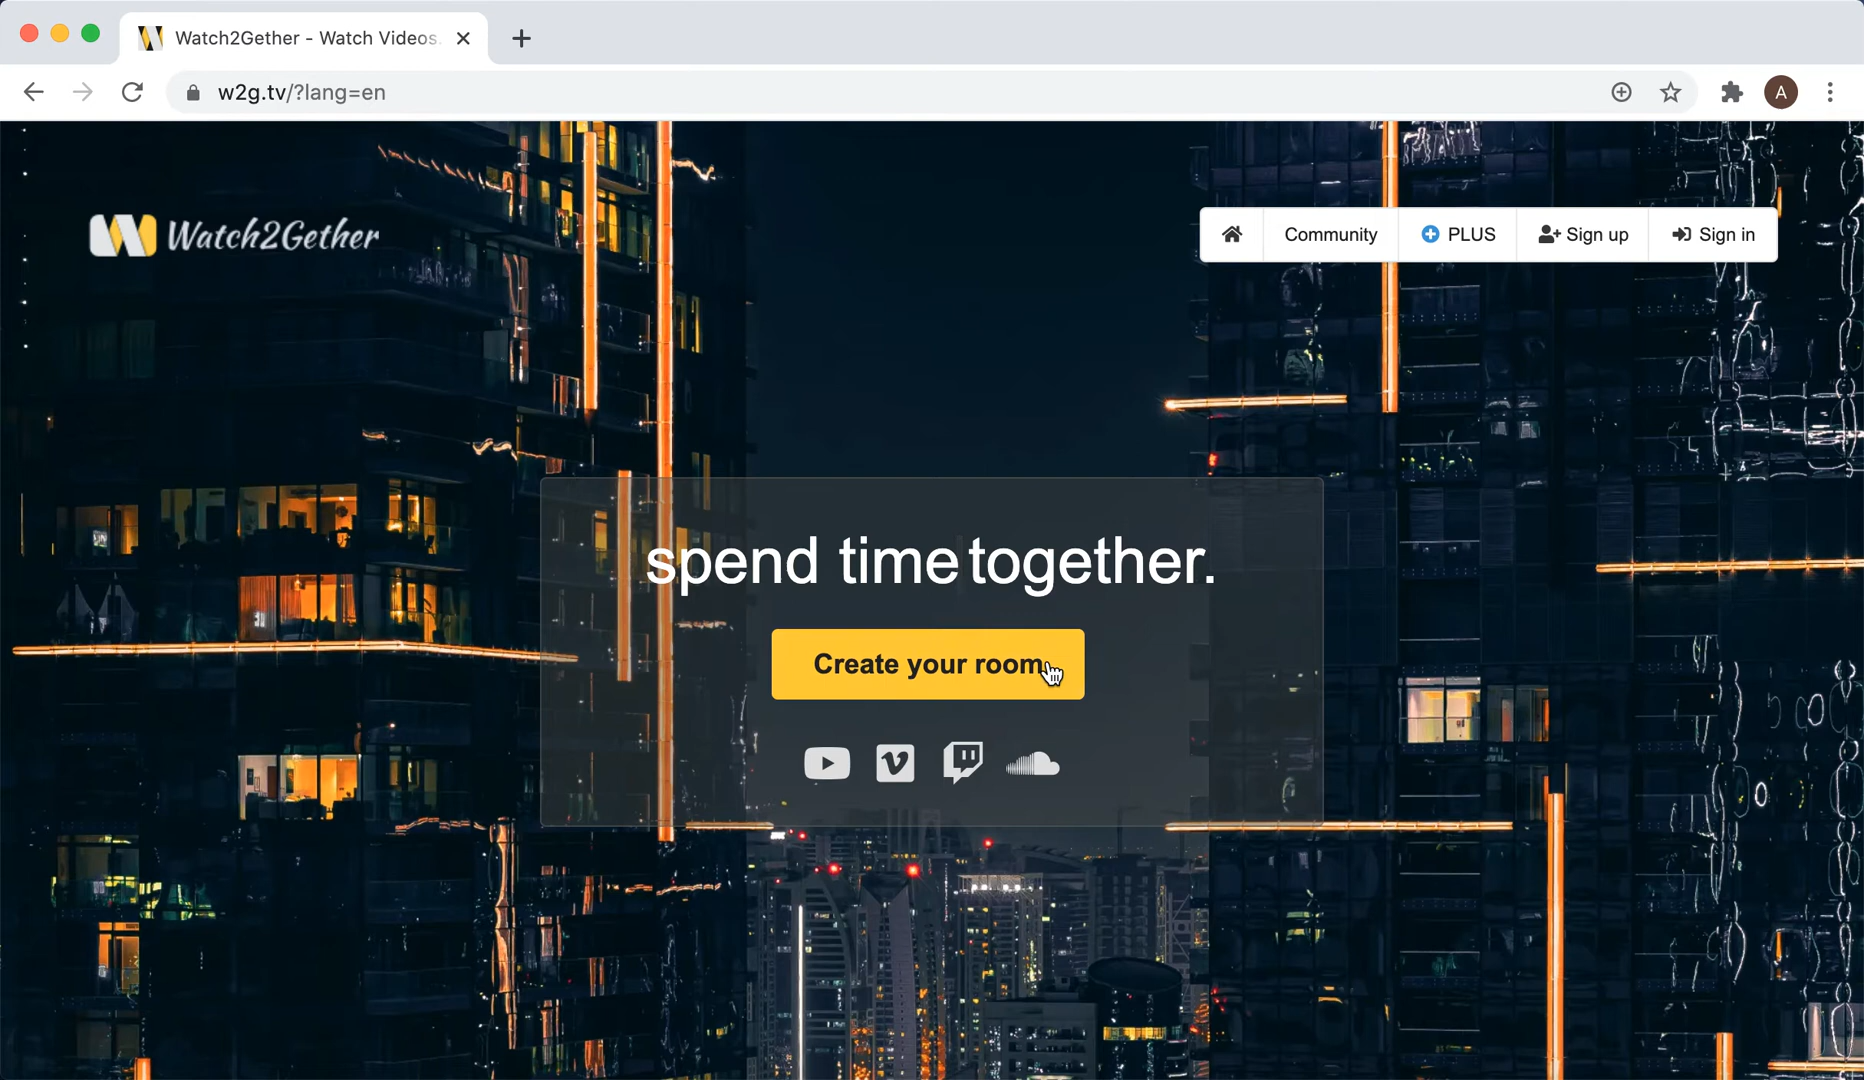 Watch2Gether - Watch Videos.
w2g.tv/?lang=en
A
Watch2Gether
Community
PLUS
Sign up
Sign in
spend time together.
Create your room